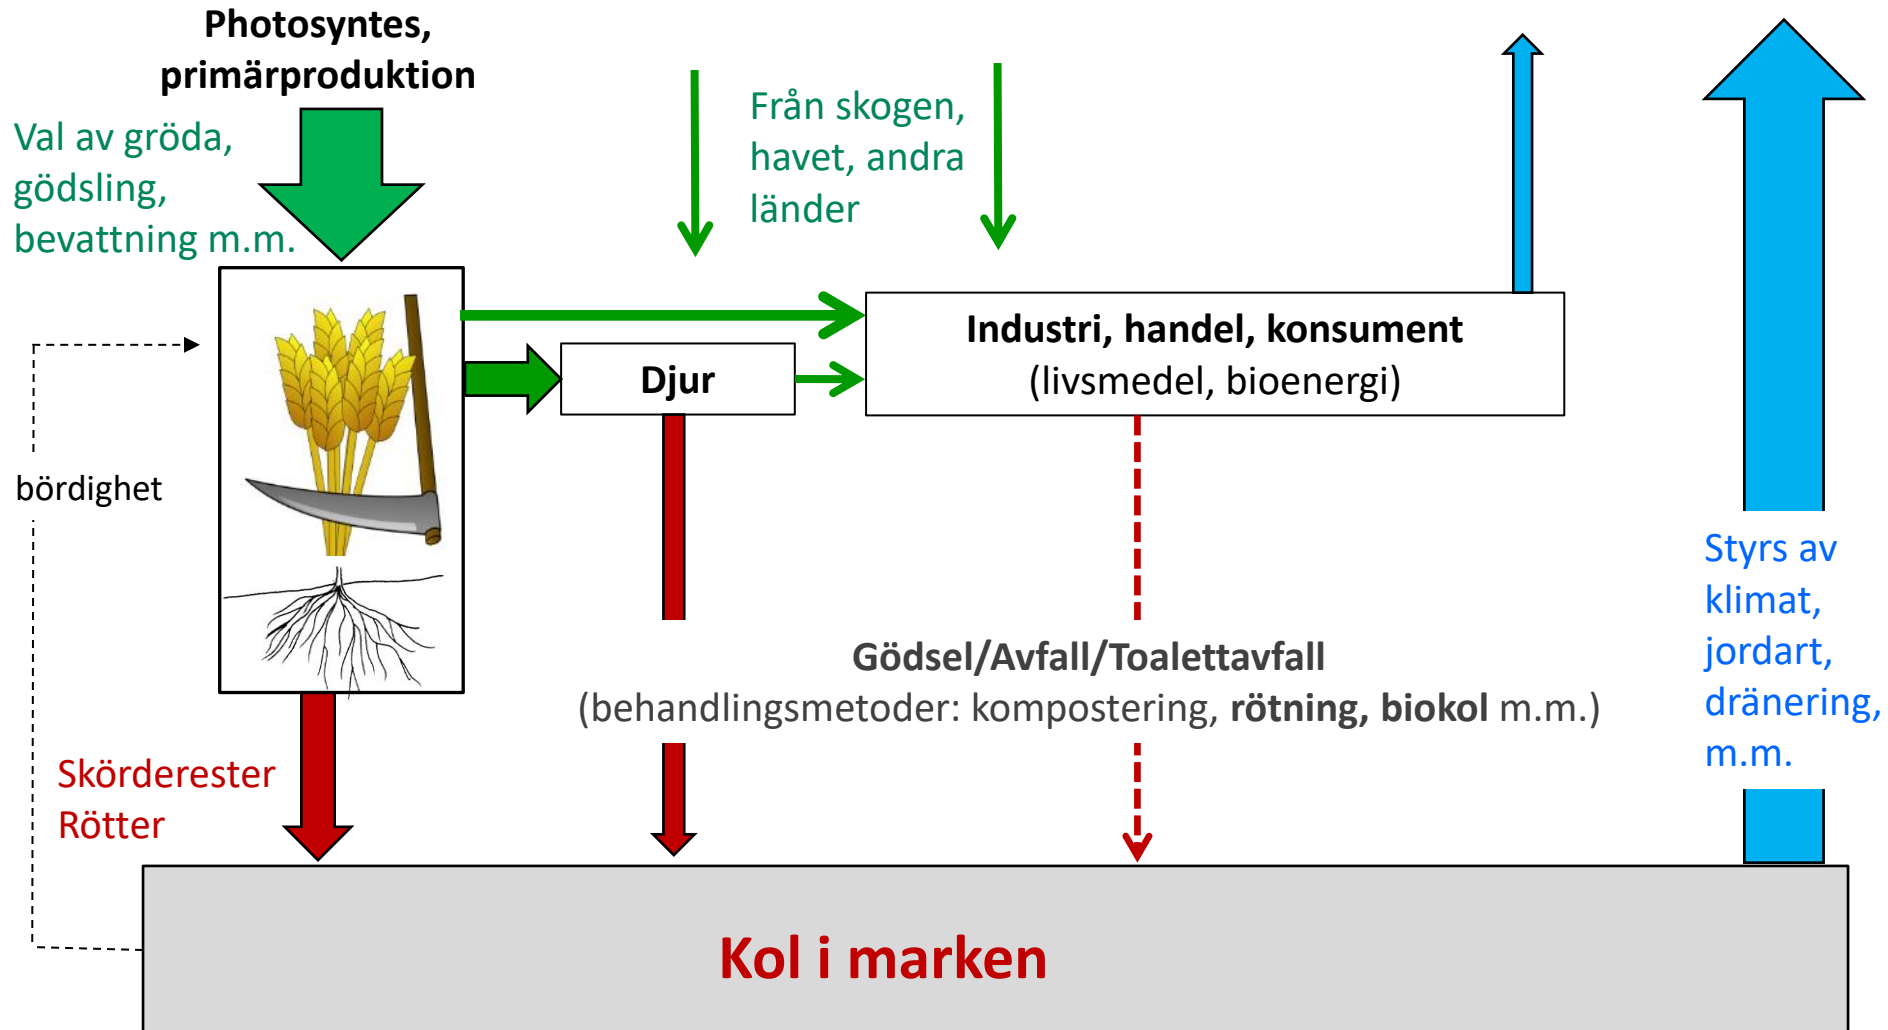 Photosyntes,
primärproduktion
Val av gröda,
gödsling,
bevattning m.m.
Från skogen,
havet, andra
länder
Industri, handel, konsument
(livsmedel, bioenergi)
Djur
bördighet
Styrs av
klimat,
jordart,
dränering,
m.m.
Gödsel/Avfall/Toalettavfall
(behandlingsmetoder: kompostering, rötning, biokol m.m.)
Skörderester
Rötter
Kol i marken